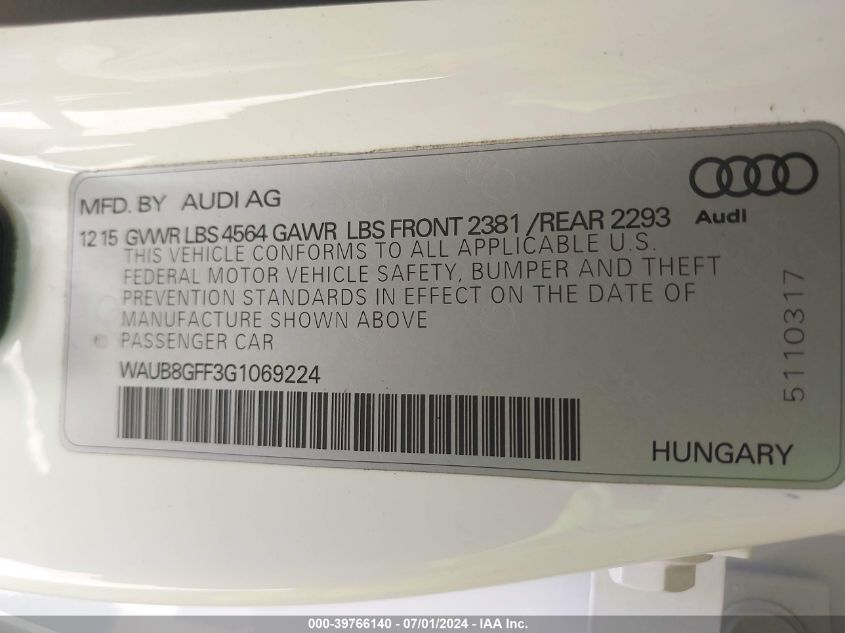 MFD. BY AUDI AG
12 15 GVWR LBS 4564 GAWR LBS FRONT 2381 /REAR 2293
THIS VEHICLE CONFORMS TO ALL APPLICABLE U.S.
FEDERAL MOTOR VEHICLE SAFETY, BUMPER AND THEFT
PREVENTION STANDARDS IN EFFECT ON THE DATE OF
MANUFACTURE SHOWN ABOVE
PASSENGER CAR
WAUB8GFF3G1069224
Audi
5110317
HUNGARY
000-39766140 - 07/01/2024 - IAA Inc.